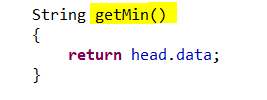 String getMin()
{
return head.data;
}